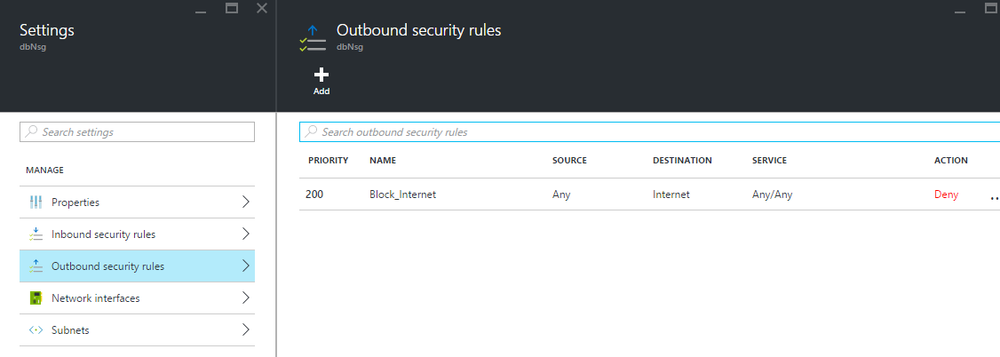 Settings
dbNsg
Outbound security rules
dbNsg
Add
Search settings
MANAGE
Properties
Inbound security rules
Outbound security rules
Network interfaces
Subnets
Search outbound security rules
PRIORITY NAME SOURCE DESTINATION SERVICE ACTION
200 Block_Internet Any Internet Any/Any Deny